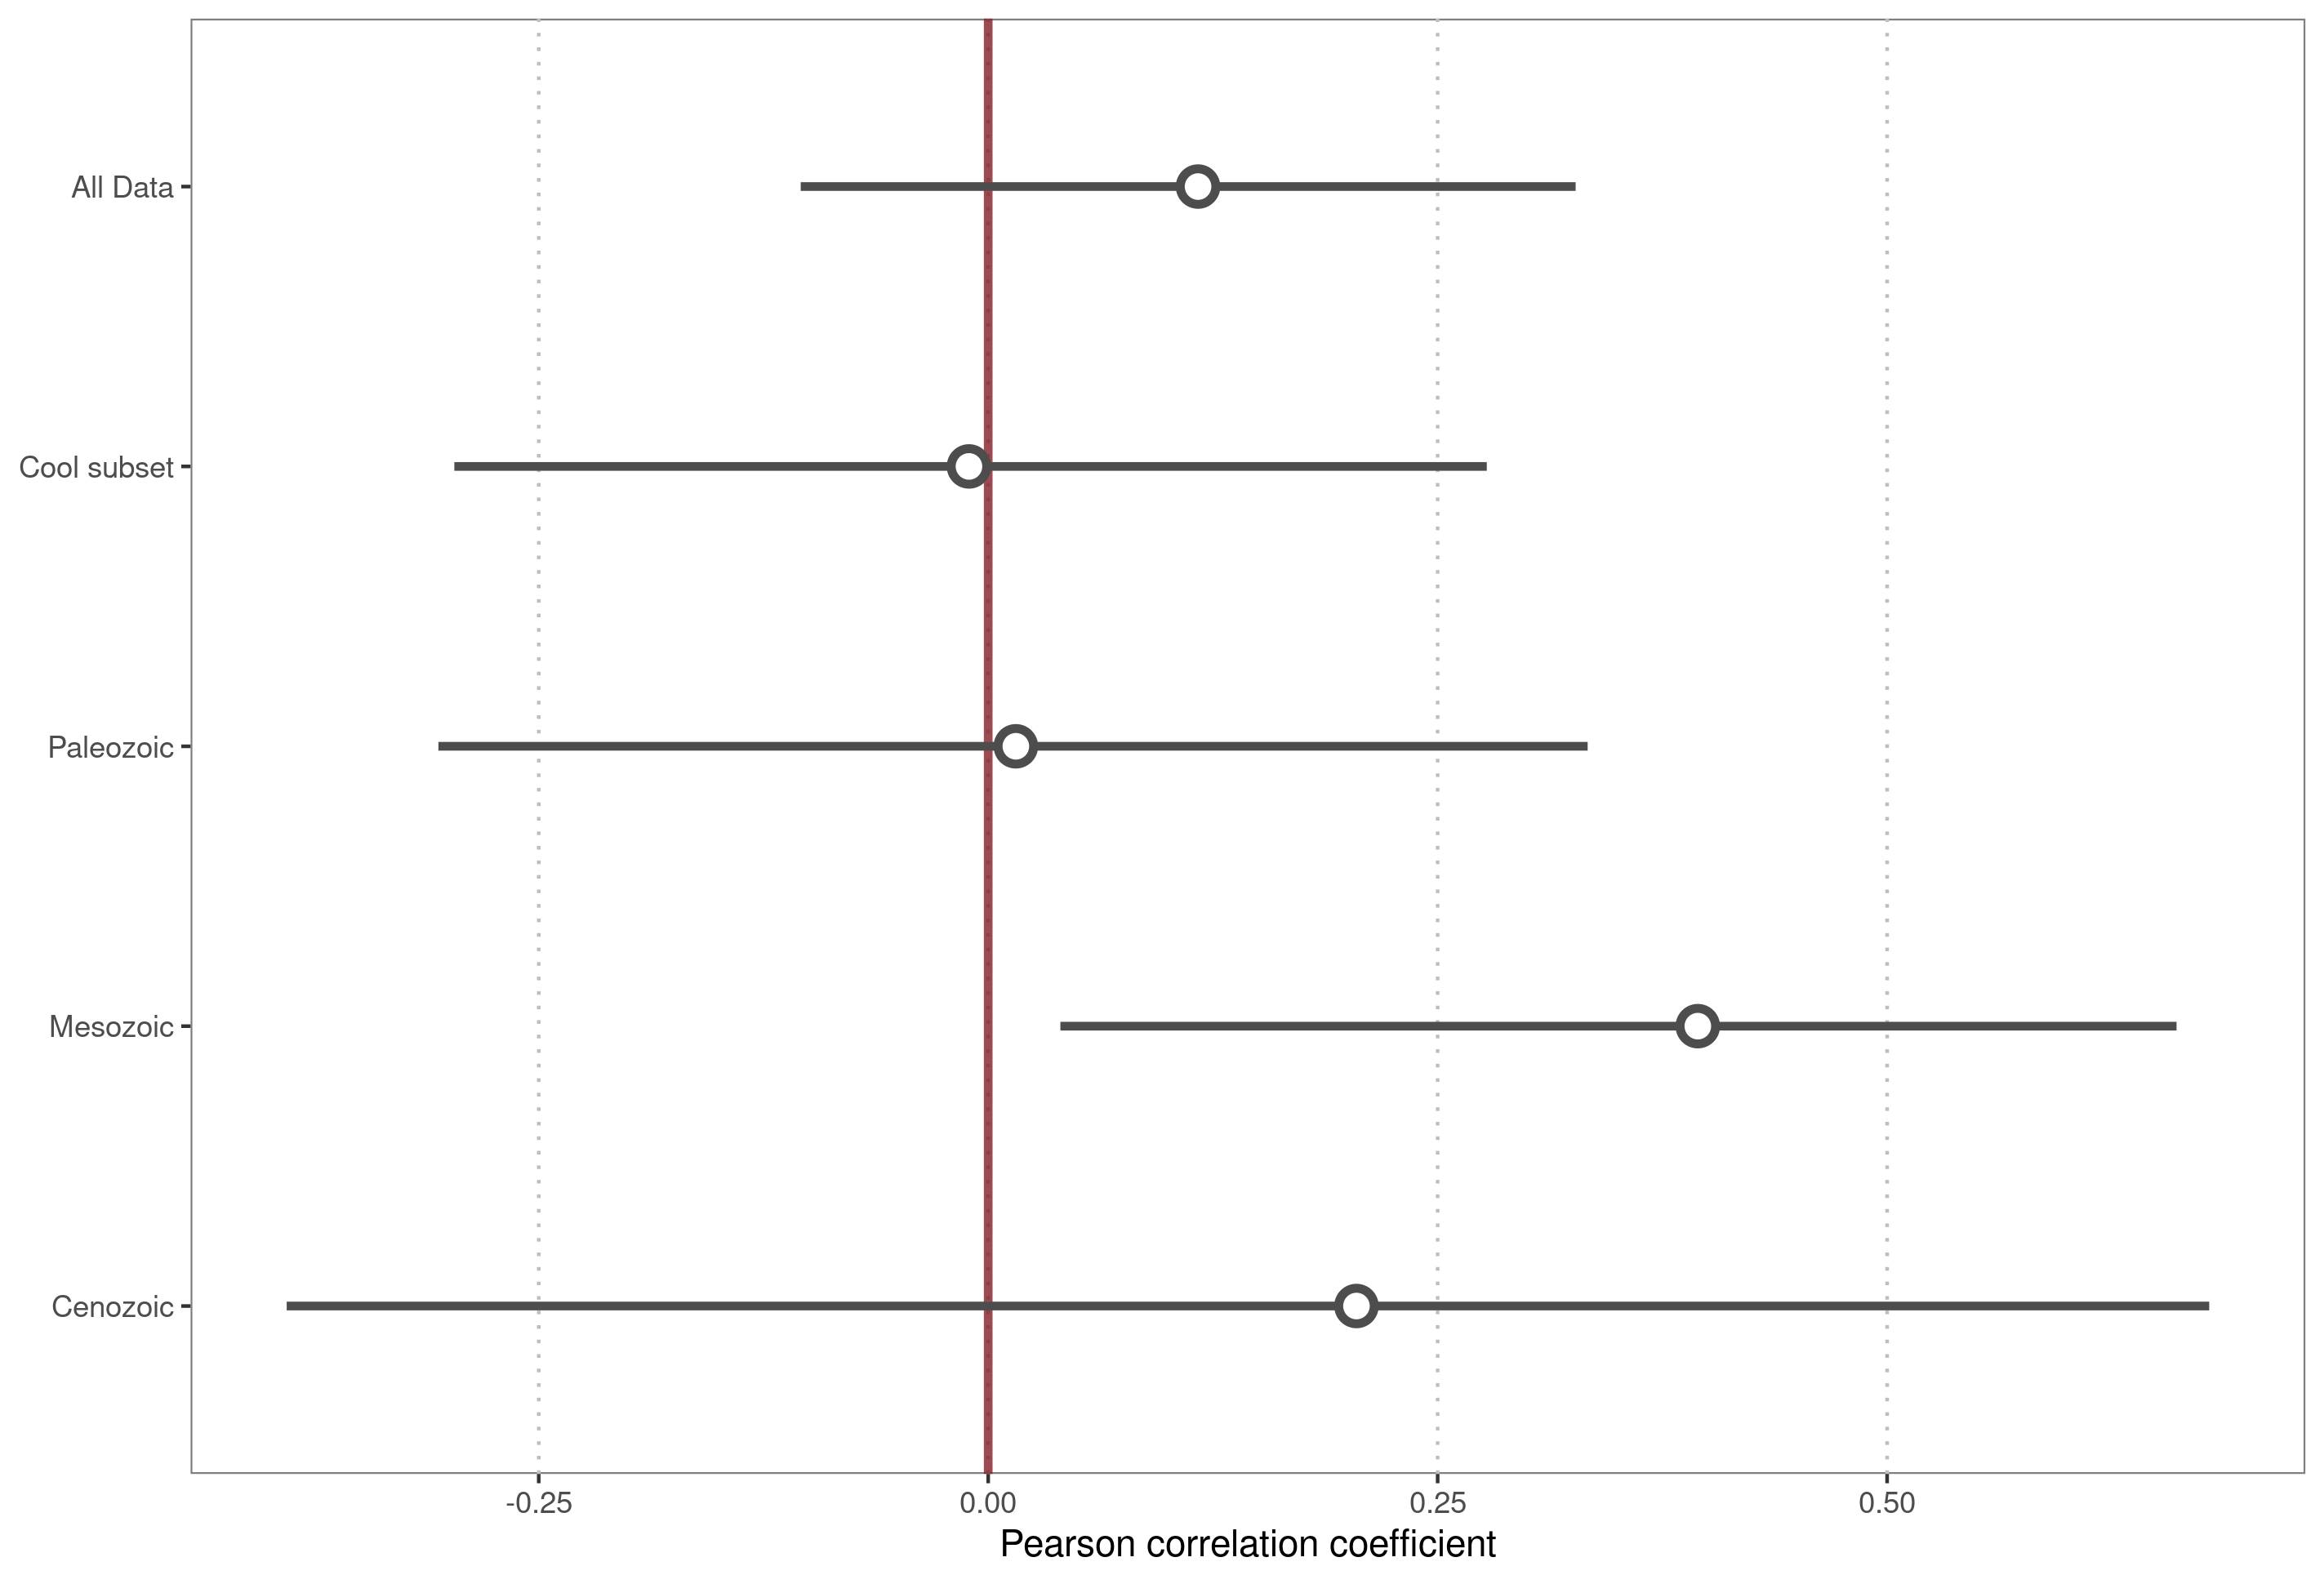 All Data
Cool subset
Paleozoic
Mesozoic
Cenozoic
-0.25 0.00 0.25 0.50
Pearson correlation coefficient